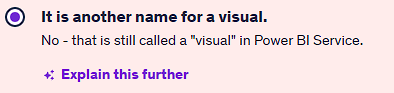 It is another name for a visual.
No - that is still called a "visual" in Power BI Service.
Explain this further